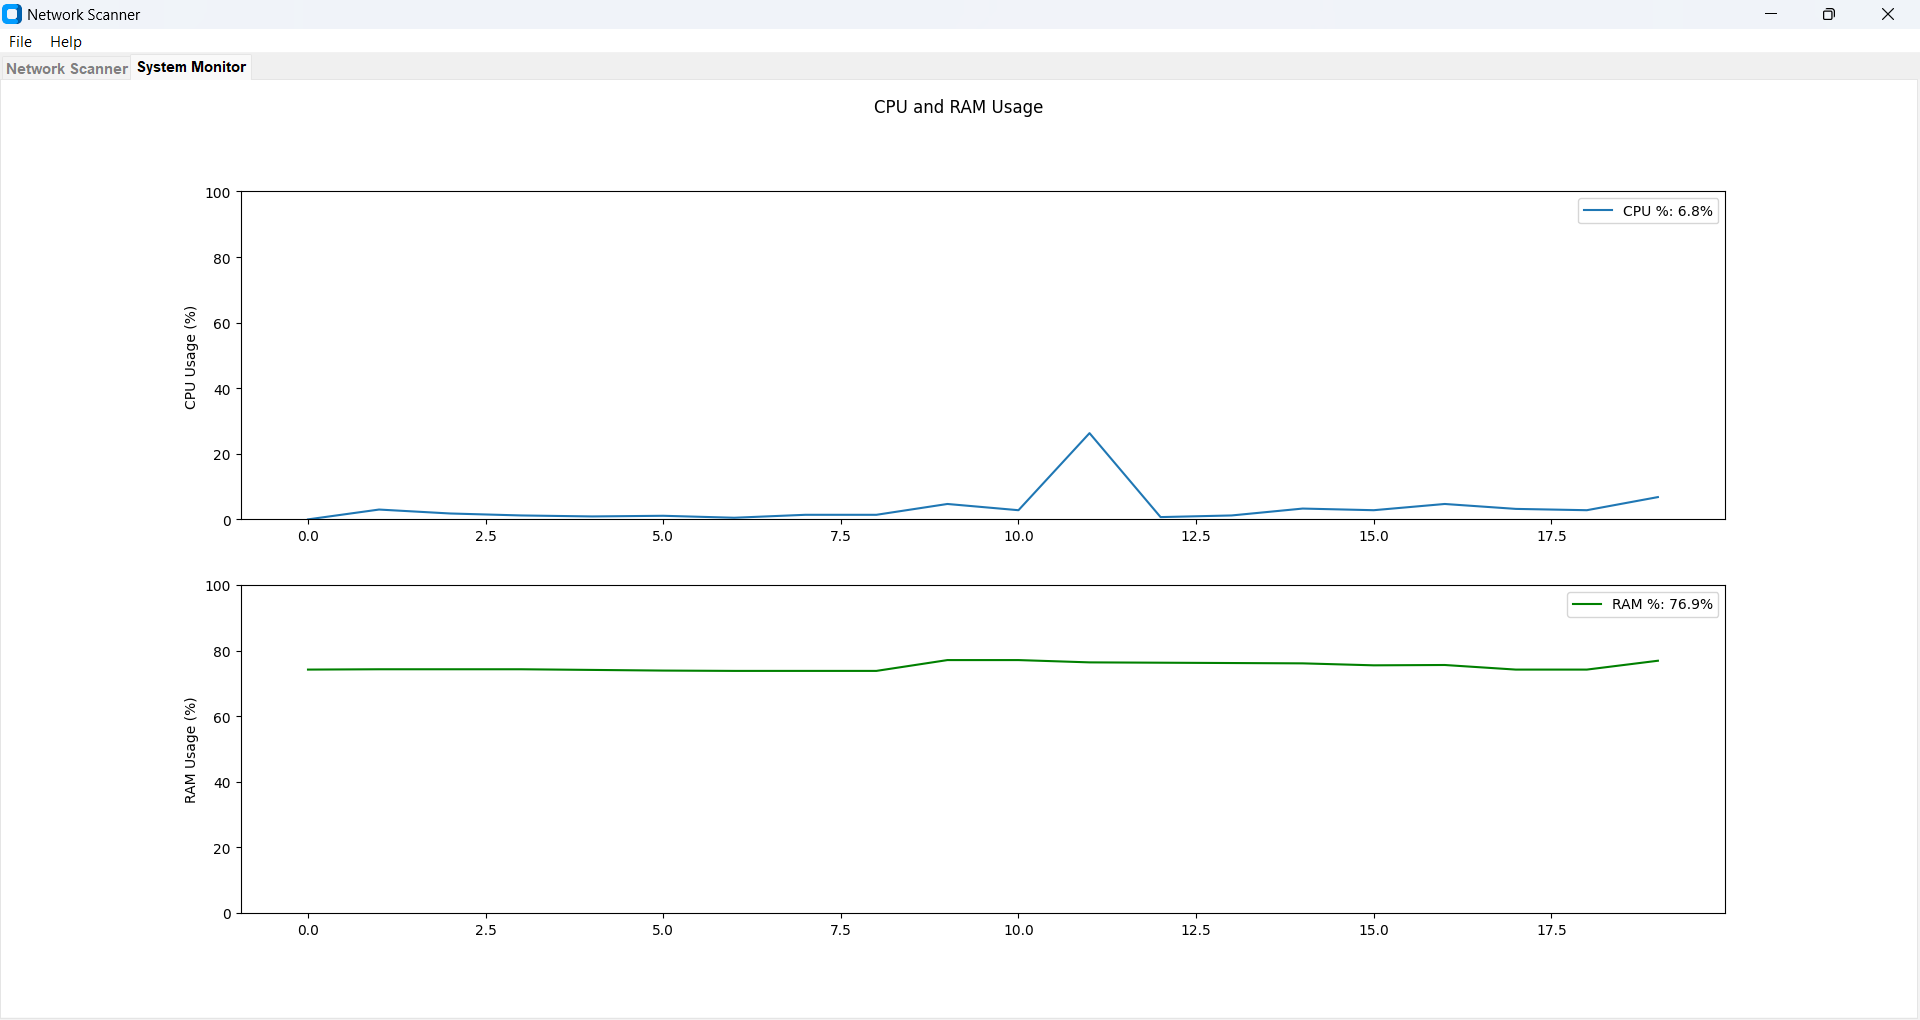 Network Scanner
File Help
Network Scanner System Monitor
CPU and RAM Usage
100
80
60
40
20
0
CPU Usage (%)
CPU %: 6.8%
0.0 2.5 5.0 7.5 10.0 12.5 15.0 17.5
100
80
60
40
20
0
RAM Usage (%)
RAM %: 76.9%
0.0 2.5 5.0 7.5 10.0 12.5 15.0 17.5